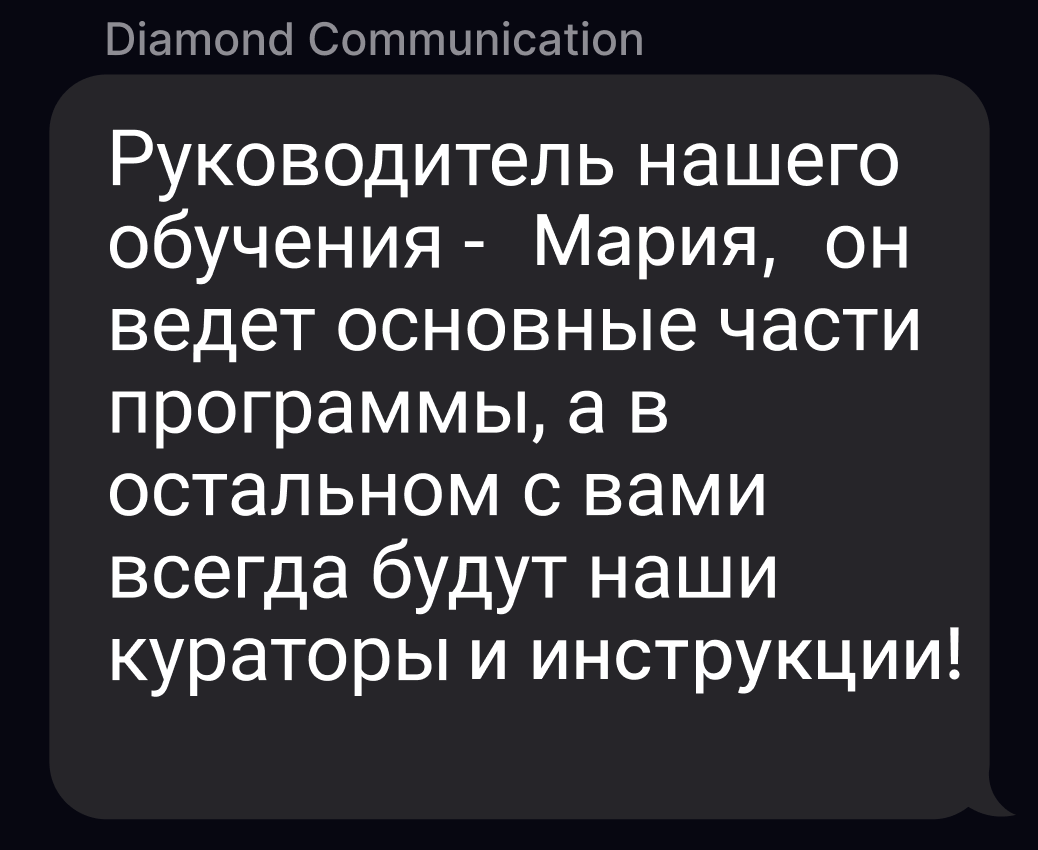 Diamond Communication
Руководитель нашего
обучения - Мария, он
ведет основные части
программы, а в
остальном с вами
всегда будут наши
кураторы и инструкции!